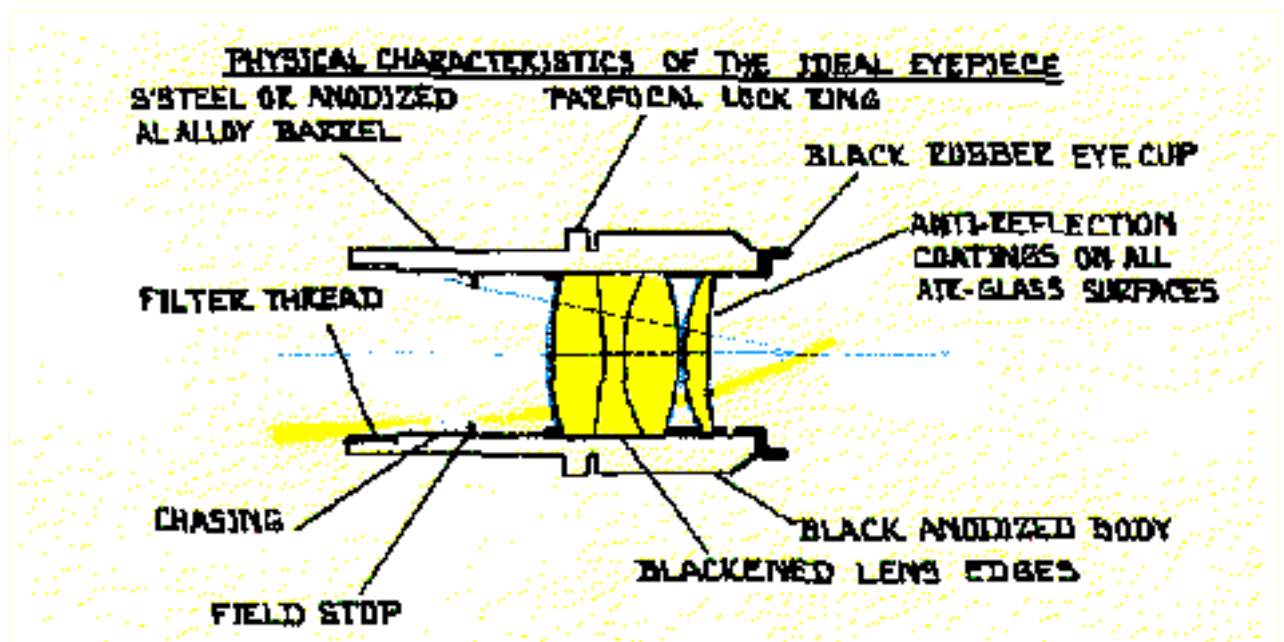 PHYSICAL CHARACTERISTICS OF THE IDEAL EYEPIECE
S'STEEL OR ANODIZED
AL ALLOY BARREL
PARFOCAL LOCK RING
BLACK RUBBER EYE CUP
ANTI-REFLECTION
COATINGS ON ALL
AIR-GLASS SURFACES
FILTER THREAD
CHASING
FIELD STOP
BLACK ANODIZED BODY
BLACKENED LENS EDGES